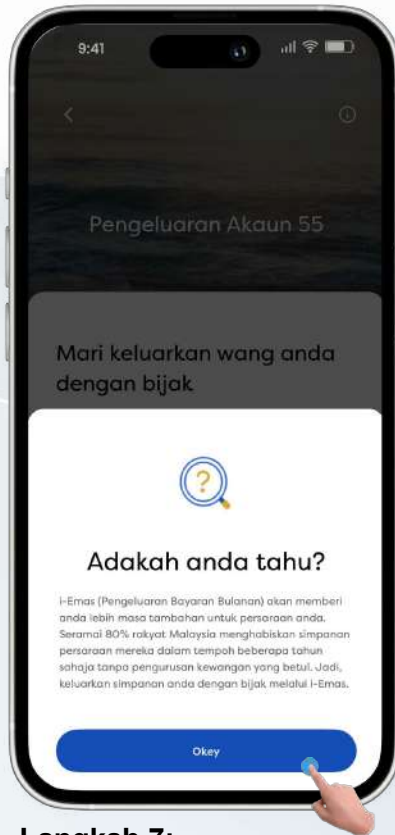 9:41
Pengeluaran Akaun 55
Mari keluarkan wang anda
dengan bijak
Adakah anda tahu?
i-Emas (Pengeluaran Bayaran Bulanan) akan memberi
anda lebih masa tambahan untuk persaraan anda.
Seramai 80% rakyat Malaysia menghabiskan simpanan
persaraan mereka dalam tempoh beberapa tahun
sahaja tanpa pengurusan kewangan yang betul. Jadi,
keluarkan simpanan anda dengan bijak melalui i-Emas.
Okey
Langkah 7: